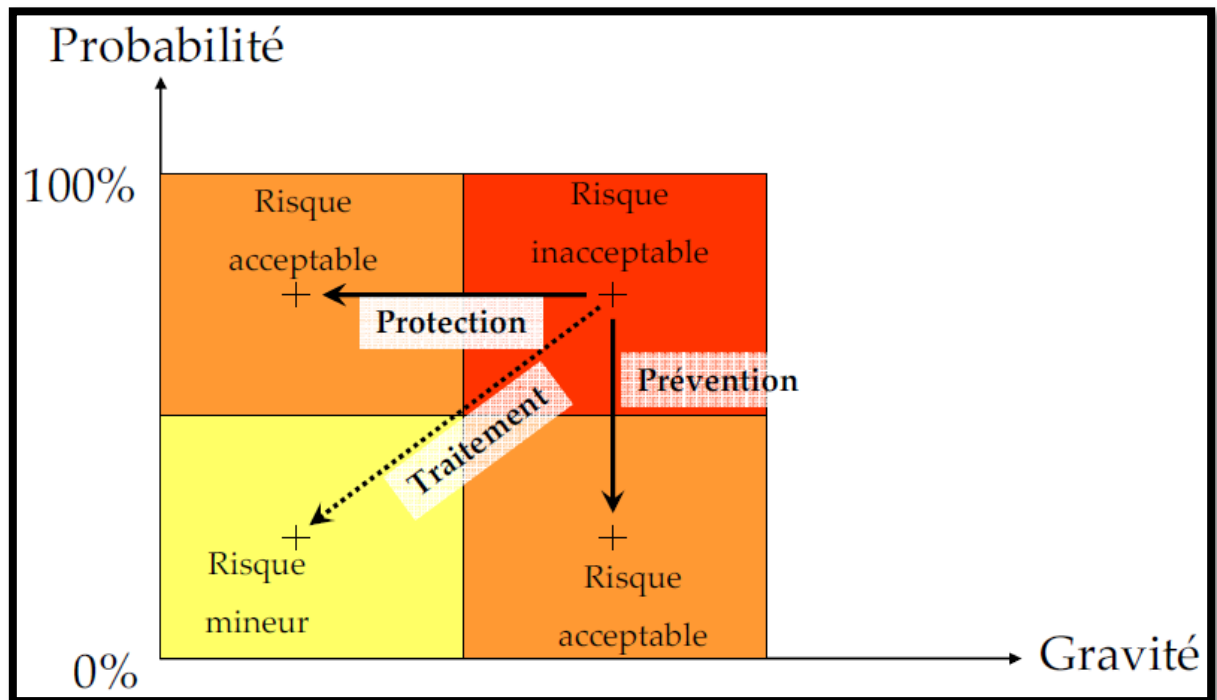 Probabilité
100%
Risque
acceptable
Risque
inacceptable
Protection
Prévention
Traitement
Risque
mineur
Risque
acceptable
0%
Gravité